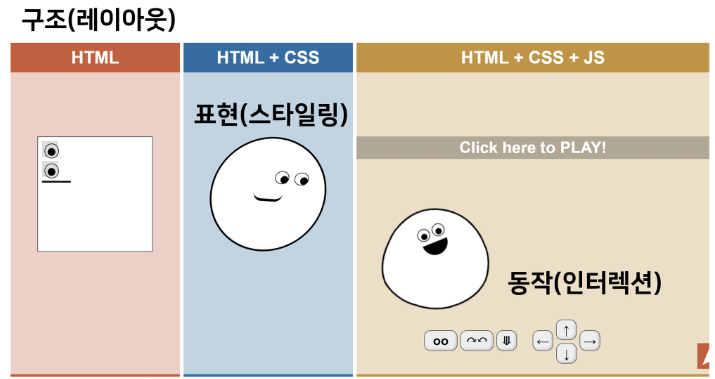 구조(레이아웃)
HTML
HTML + CSS
HTML + CSS + JS
표현(스타일링)
Click here to PLAY!
동작(인터렉션)
oo
↑
← →
↓